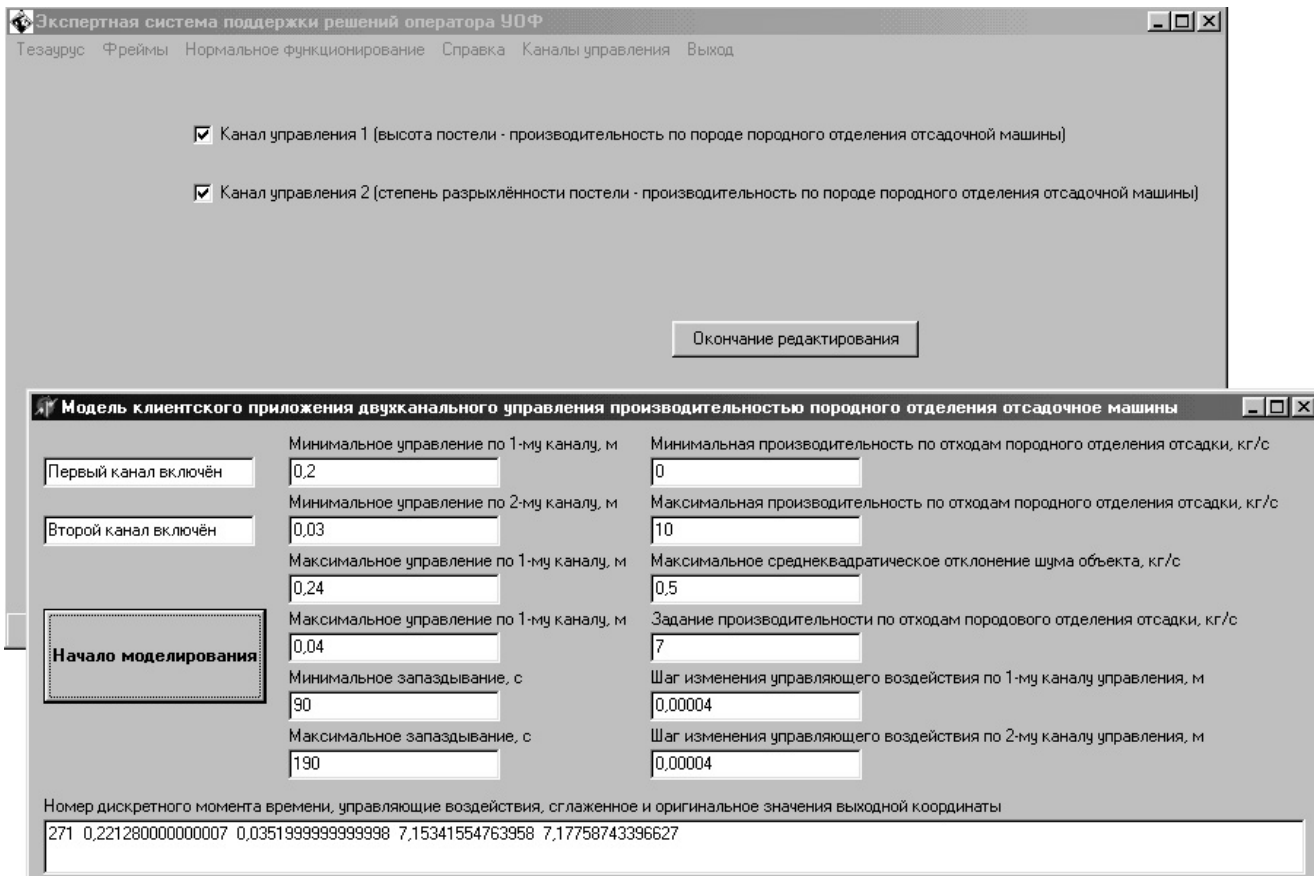 Экспертная система поддержки решений оператора УОФ
Тезаурус Фреймы Нормальное функционирование Справка Каналы управления Выход
Канал управления 1 (высота постели - производительность по породе породного отделения отсадочной машины)
Канал управления 2 (степень разрыхлённости постели - производительность по породе породного отделения отсадочной машины)
Окончание редактирования
Модель клиентского приложения двухканального управления производительностью породного отделения отсадочное машины
Минимальное управление по 1-му каналу, м Минимальная производительность по отходам породного отделения отсадки, кг/с
Первый канал включён 0,2 0
Минимальное управление по 2-му каналу, м Максимальная производительность по отходам породного отделения отсадки, кг/с
Второй канал включён 0,03 10
Максимальное управление по 1-му каналу, м Максимальное среднеквадратическое отклонение шума объекта, кг/с
0,24 0,5
Максимальное управление по 1-му каналу, м Задание производительности по отходам породового отделения отсадки, кг/с
Начало моделирования 0,04 7
Минимальное запаздывание, с Шаг изменения управляющего воздействия по 1-му каналу управления, м
90 0,00004
Максимальное запаздывание, с Шаг изменения управляющего воздействия по 2-му каналу управления, м
190 0,00004
Номер дискретного момента времени, управляющие воздействия, сглаженное и оригинальное значения выходной координаты
271 0,221280000000007 0,0351999999999998 7,15341554763958 7,17758743396627